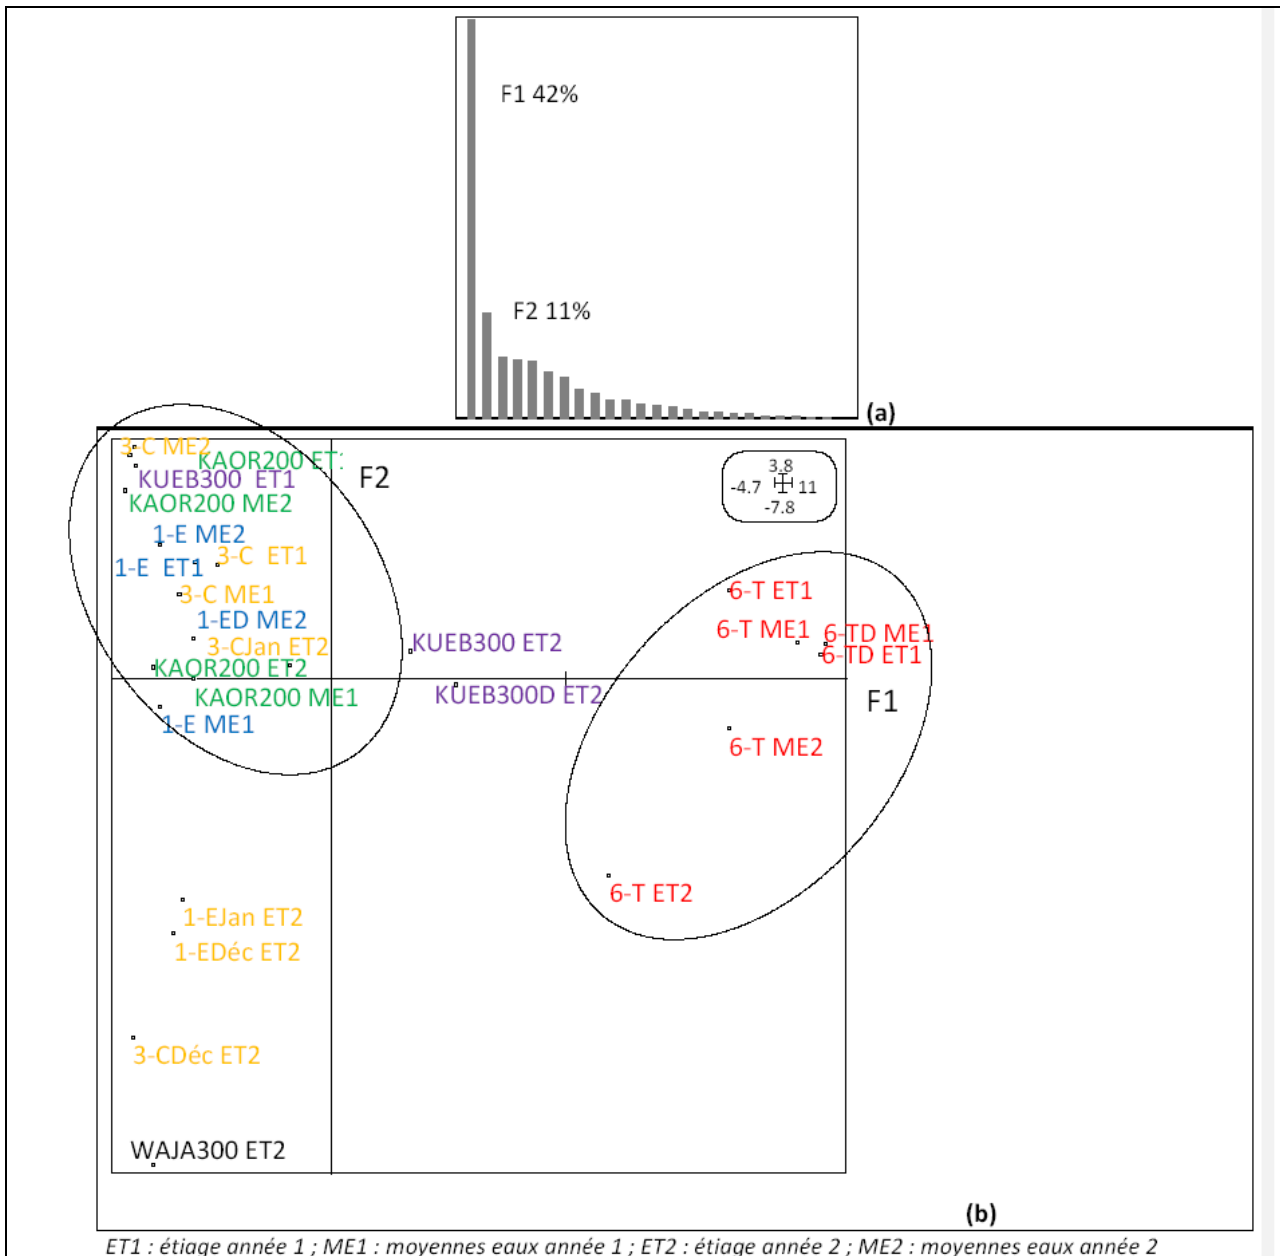 F1 42%
F2 11%
(a)
3-C ME2
KAOR200 ET1
KUEB300 ET1
KAOR200 ME2
F2
3.8
-4.7 11
-7.8
1-E ME2
3-C ET1
1-E ET1
3-C ME1
6-T ET1
1-ED ME2
6-T ME1
6-TD ME1
3-CJan ET2
KUEB300 ET2
6-TD ET1
KAOR200 ET2
KAOR200 ME1
KUEB300D ET2
F1
1-E ME1
6-T ME2
6-T ET2
1-EJan ET2
1-EDéc ET2
3-CDéc ET2
WAJA300 ET2
(b)
ET1 : étiage année 1 ; ME1 : moyennes eaux année 1 ; ET2 : étiage année 2 ; ME2 : moyennes eaux année 2